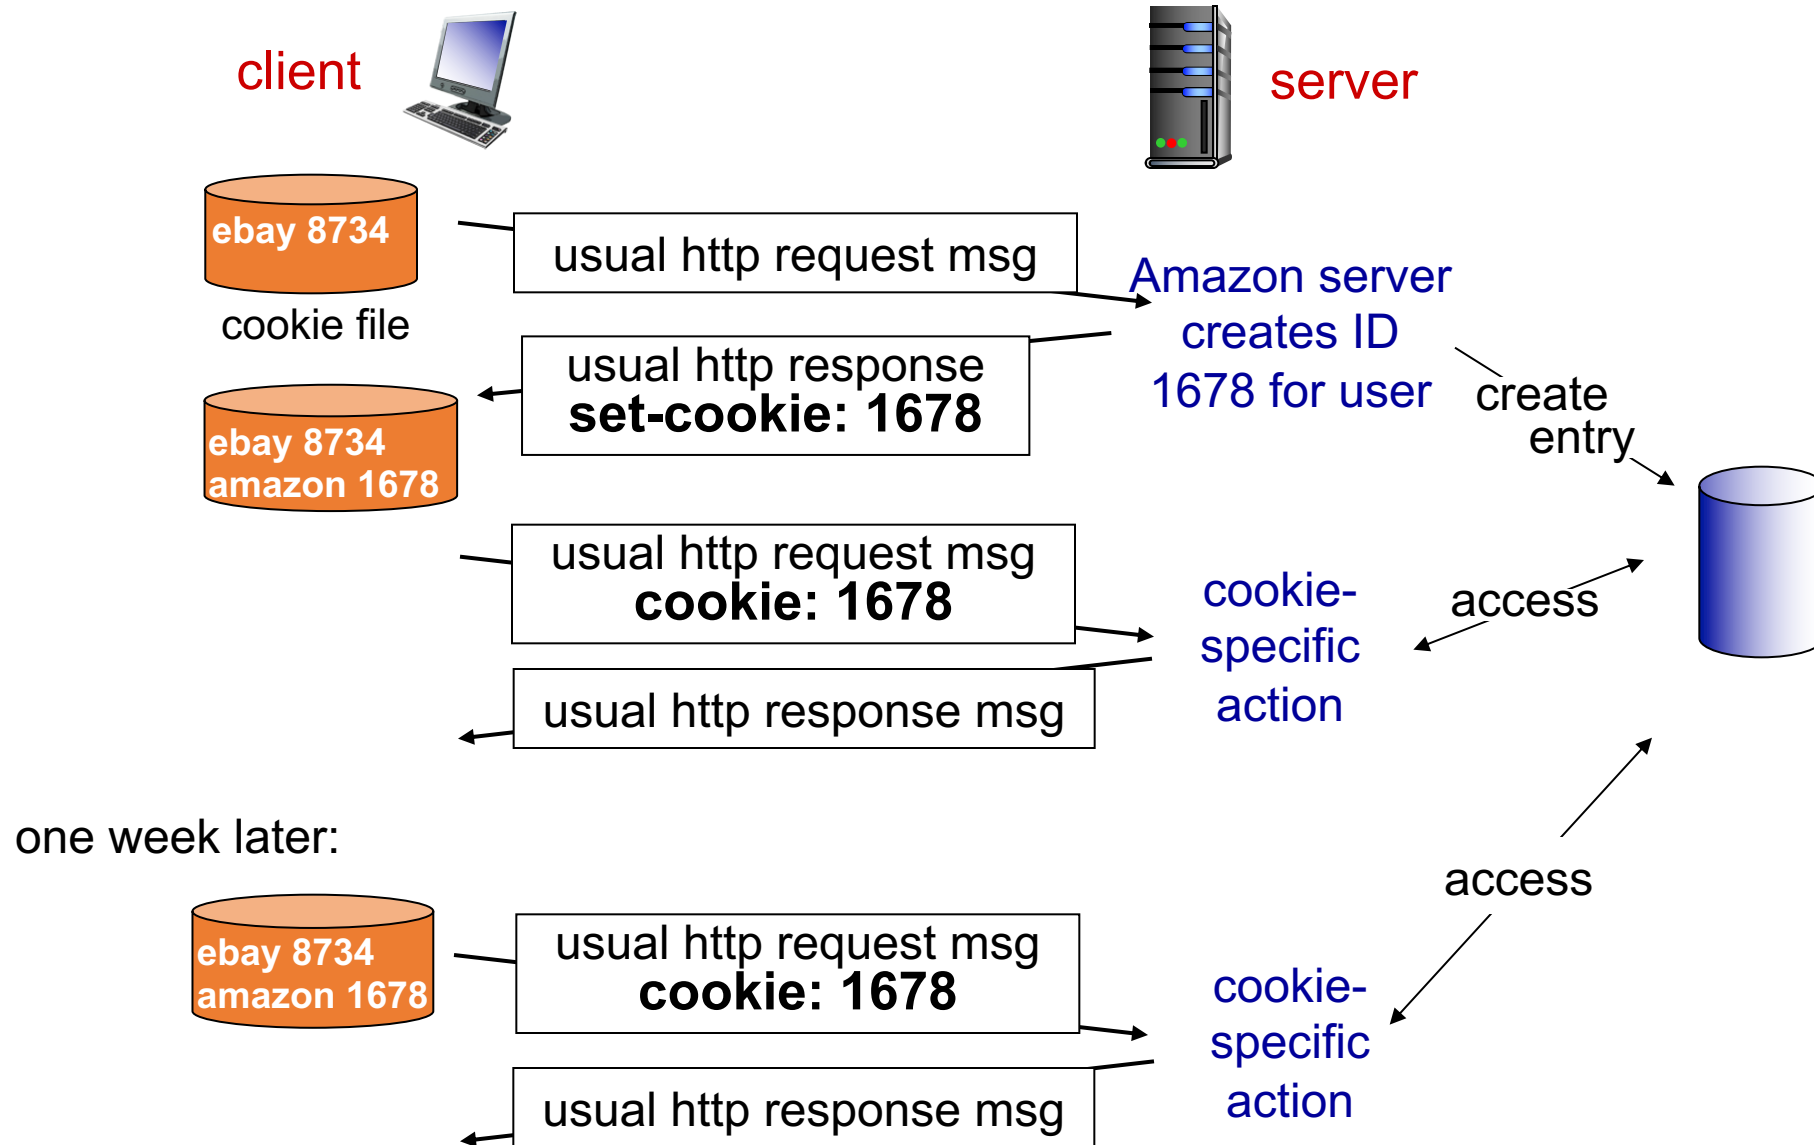 client
server
ebay 8734
cookie file
usual http request msg
Amazon server
creates ID
1678 for user
usual http response
set-cookie: 1678
create
entry
ebay 8734
amazon 1678
usual http request msg
cookie: 1678
cookie-
specific
action
access
usual http response msg
one week later:
access
ebay 8734
amazon 1678
usual http request msg
cookie: 1678
cookie-
specific
action
usual http response msg